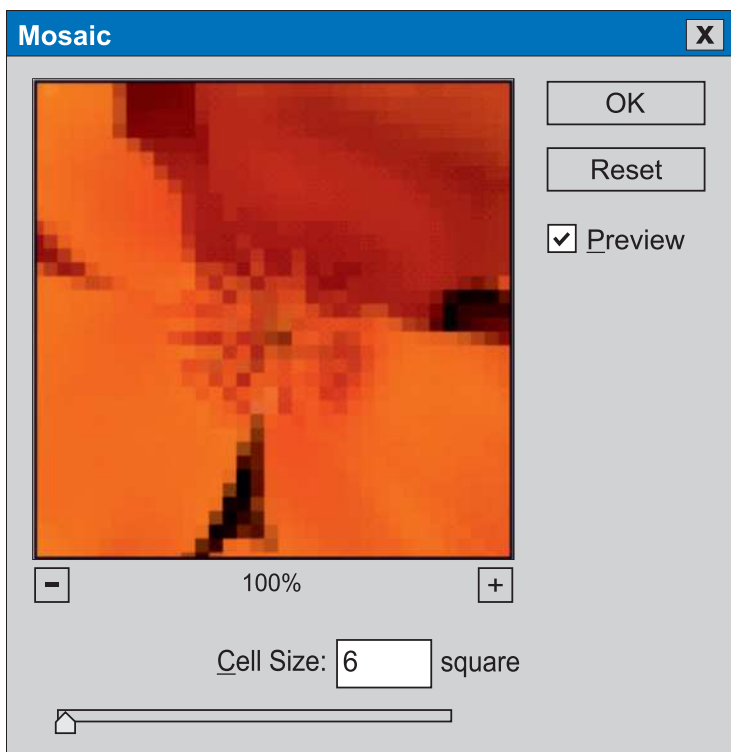 Mosaic X
OK
Reset
Preview
- 100% +
Cell Size: 6 square